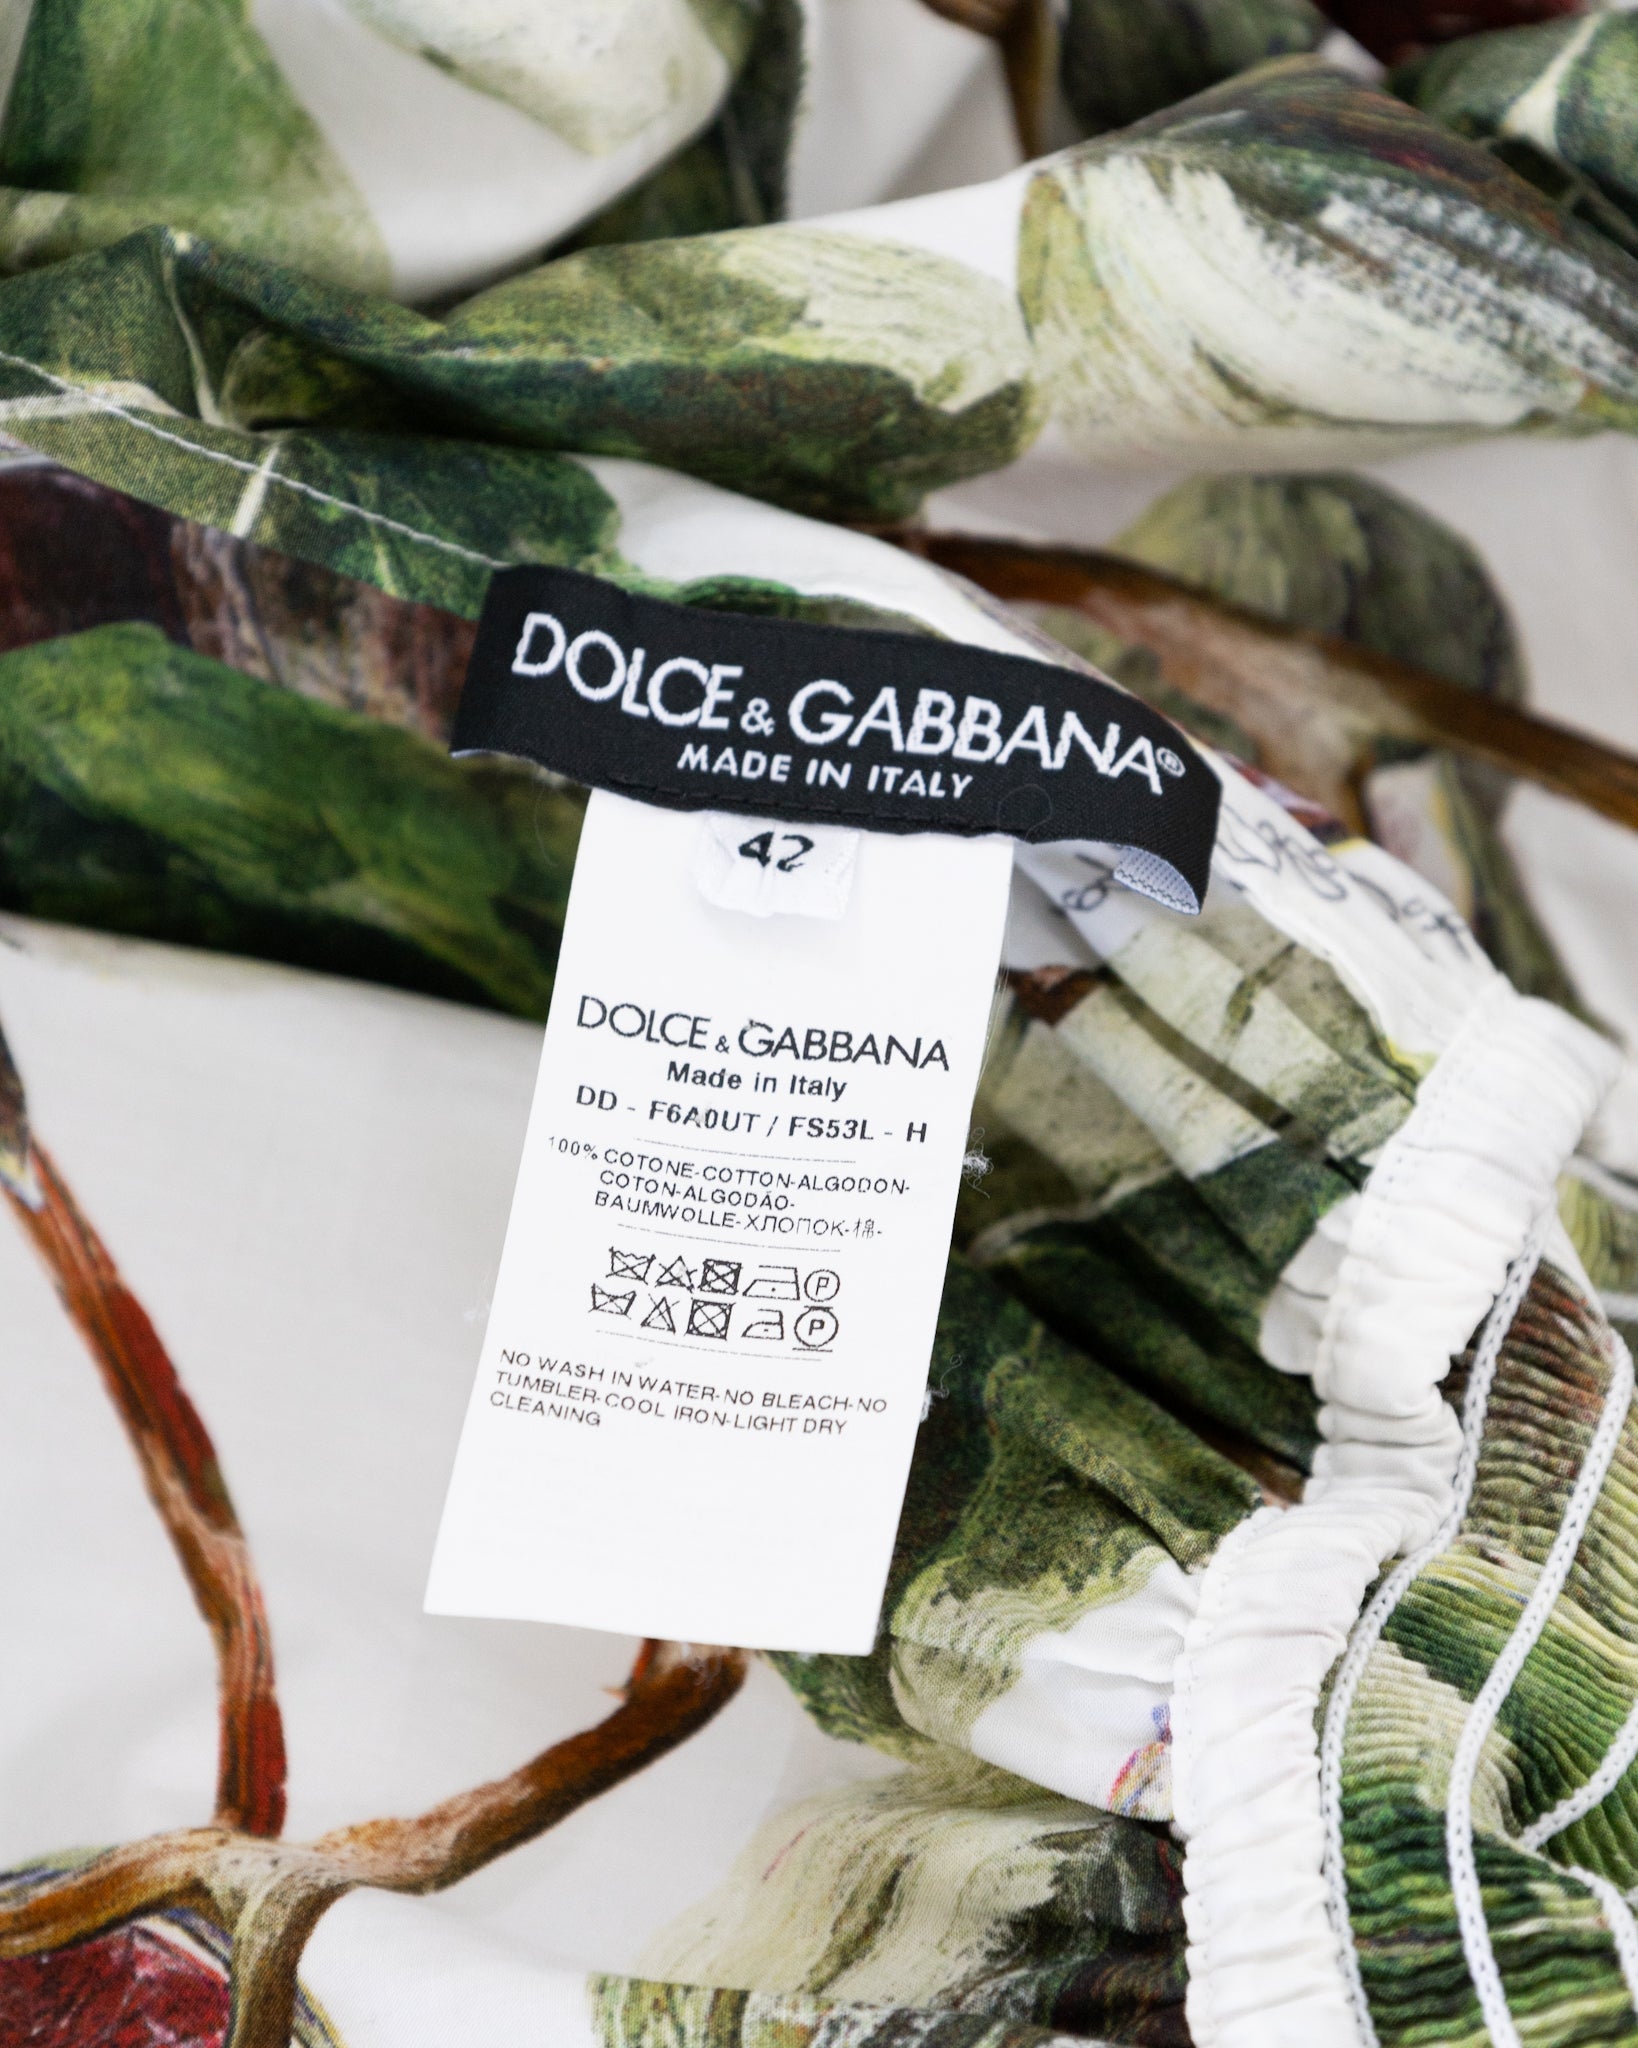 DOLCE & GABBANA®
MADE IN ITALY
42
DOLCE & GABBANA
Made in Italy
DD - F6A0UT / FS53L - H
100% COTONE-COTTON-ALGODON-
COTON-ALGODÃO-
BAUMWOLLE-ХЛОПОК-棉-
P
P
NO WASH IN WATER-NO BLEACH-NO
TUMBLER-COOL IRON-LIGHT DRY
CLEANING